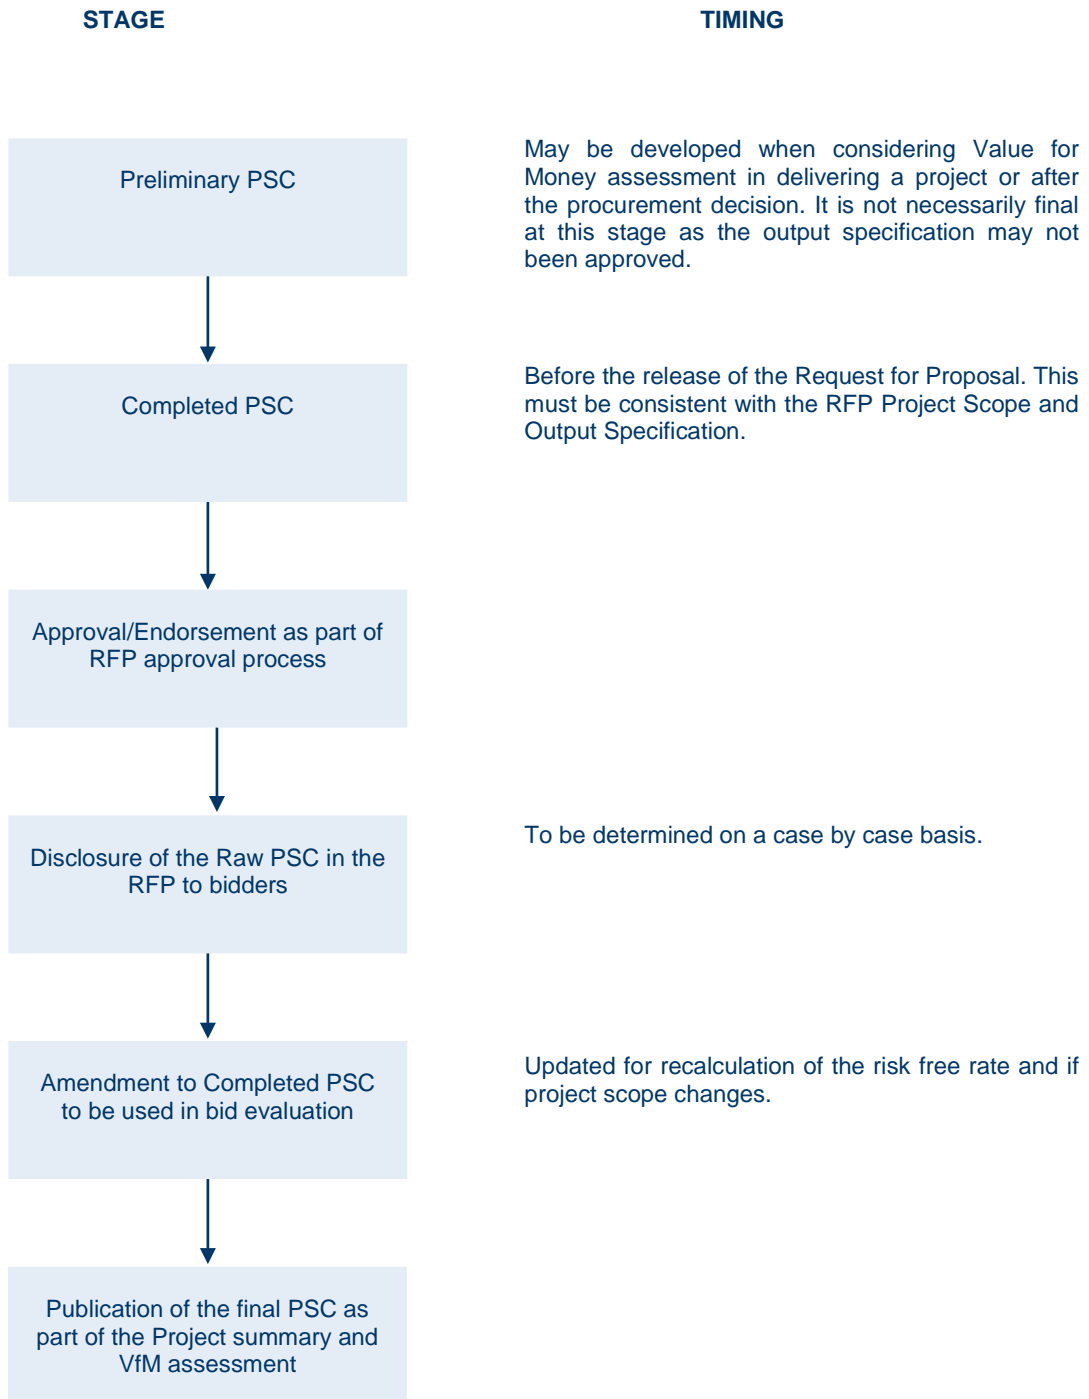 STAGE TIMING
Preliminary PSC
May be developed when considering Value for
Money assessment in delivering a project or after
the procurement decision. It is not necessarily final
at this stage as the output specification may not
been approved.
Completed PSC
Before the release of the Request for Proposal. This
must be consistent with the RFP Project Scope and
Output Specification.
Approval/Endorsement as part of
RFP approval process
Disclosure of the Raw PSC in the
RFP to bidders
To be determined on a case by case basis.
Amendment to Completed PSC
to be used in bid evaluation
Updated for recalculation of the risk free rate and if
project scope changes.
Publication of the final PSC as
part of the Project summary and
VfM assessment